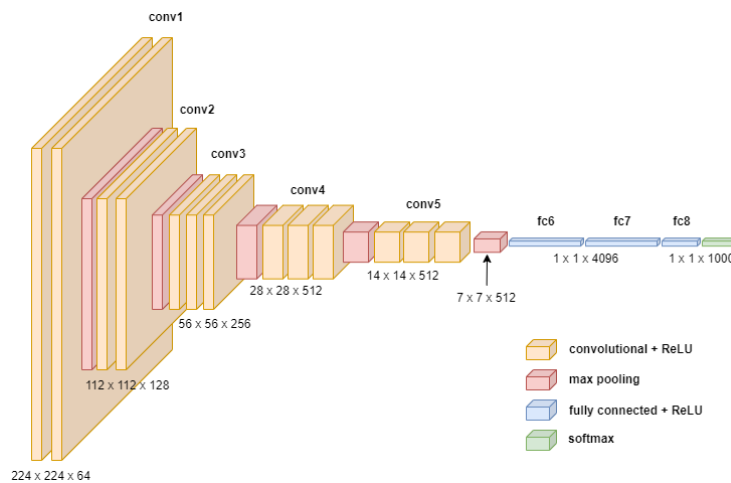 conv1
conv2
conv3
conv4
conv5
fc6
fc7
fc8
1 x 1 x 4096
1 x 1 x 1000
14 x 14 x 512
28 x 28 x 512
7 x 7 x 512
56 x 56 x 256
112 x 112 x 128
224 x 224 x 64
convolutional + ReLU
max pooling
fully connected + ReLU
softmax